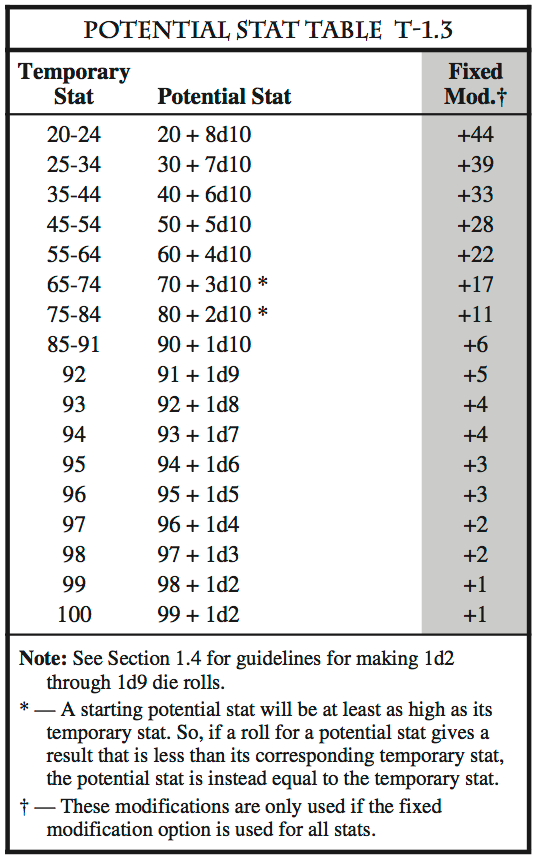 POTENTIAL STAT TABLE T-1.3
Temporary Stat Potential Stat Fixed Mod.†
20-24 20 + 8d10 +44
25-34 30 + 7d10 +39
35-44 40 + 6d10 +33
45-54 50 + 5d10 +28
55-64 60 + 4d10 +22
65-74 70 + 3d10 * +17
75-84 80 + 2d10 * +11
85-91 90 + 1d10 +6
92 91 + 1d9 +5
93 92 + 1d8 +4
94 93 + 1d7 +4
95 94 + 1d6 +3
96 95 + 1d5 +3
97 96 + 1d4 +2
98 97 + 1d3 +2
99 98 + 1d2 +1
100 99 + 1d2 +1
Note: See Section 1.4 for guidelines for making 1d2
through 1d9 die rolls.
* — A starting potential stat will be at least as high as its
temporary stat. So, if a roll for a potential stat gives a
result that is less than its corresponding temporary stat,
the potential stat is instead equal to the temporary stat.
† — These modifications are only used if the fixed
modification option is used for all stats.